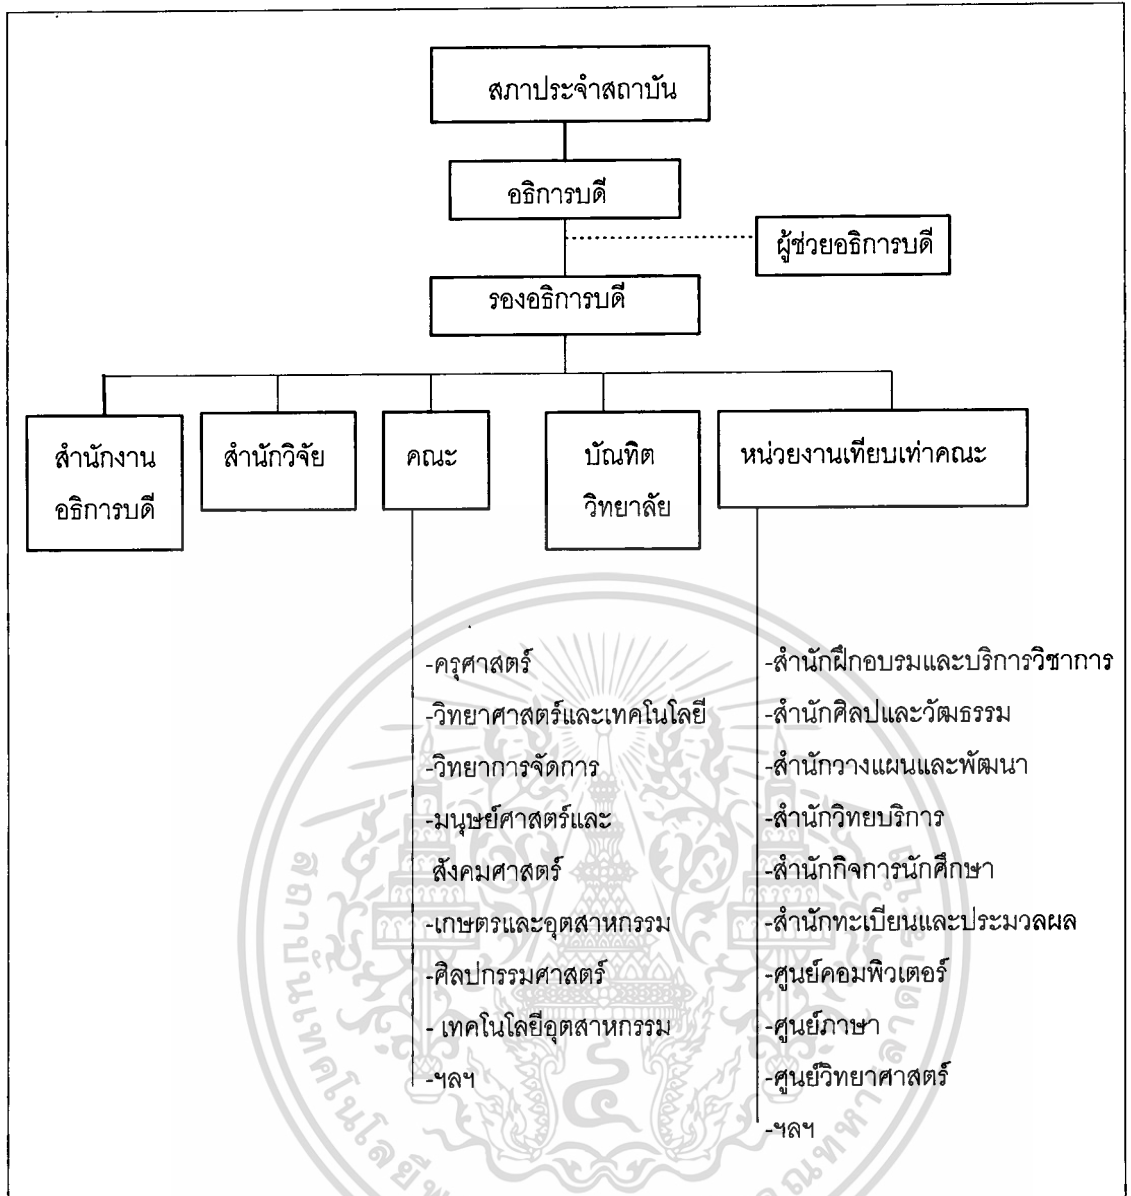 สภาประจำสถาบัน
อธิการบดี
ผู้ช่วยอธิการบดี
รองอธิการบดี
สำนักงาน
อธิการบดี
สำนักวิจัย
คณะ
บัณฑิต
วิทยาลัย
หน่วยงานเทียบเท่าคณะ
-ครุศาสตร์
-วิทยาศาสตร์และเทคโนโลยี
-วิทยาการจัดการ
-มนุษย์ศาสตร์และ
สังคมศาสตร์
-เกษตรและอุตสาหกรรม
-ศิลปกรรมศาสตร์
- เทคโนโลยีอุตสาหกรรม
-ฯลฯ
-สำนักฝึกอบรมและบริการวิชาการ
-สำนักศิลปและวัฒธรรม
-สำนักวางแผนและพัฒนา
-สำนักวิทยบริการ
-สำนักกิจการนักศึกษา
-สำนักทะเบียนและประมวลผล
-ศูนย์คอมพิวเตอร์
-ศูนย์ภาษา
-ศูนย์วิทยาศาสตร์
-ฯลฯ